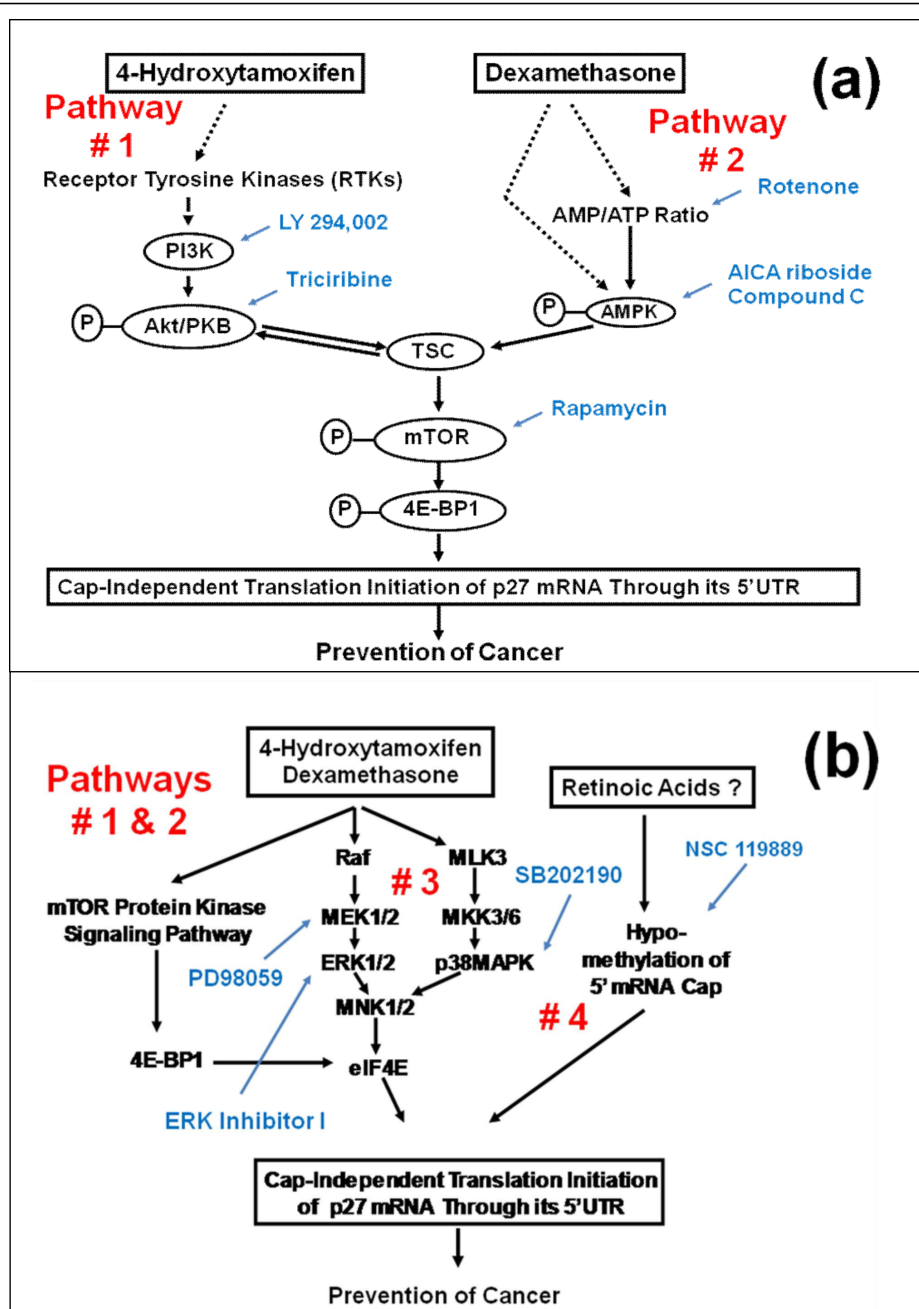 4-Hydroxytamoxifen
Dexamethasone
(a)
Pathway
# 1
Pathway
# 2
Receptor Tyrosine Kinases (RTKs)
Rotenone
AMP/ATP Ratio
LY 294,002
PI3K
Triciribine
AICA riboside
Compound C
P
Akt/PKB
P
AMPK
TSC
Rapamycin
P
mTOR
P
4E-BP1
Cap-Independent Translation Initiation of p27 mRNA Through its 5'UTR
Prevention of Cancer
(b)
4-Hydroxytamoxifen
Dexamethasone
Pathways
# 1 & 2
Retinoic Acids ?
Raf
MLK3
NSC 119889
# 3
SB202190
mTOR Protein Kinase
Signaling Pathway
MEK1/2
MKK3/6
Hypo-
methylation of
5' mRNA Cap
PD98059
ERK1/2
p38MAPK
MNK1/2
# 4
4E-BP1
eIF4E
ERK Inhibitor I
Cap-Independent Translation Initiation
of p27 mRNA Through its 5'UTR
Prevention of Cancer